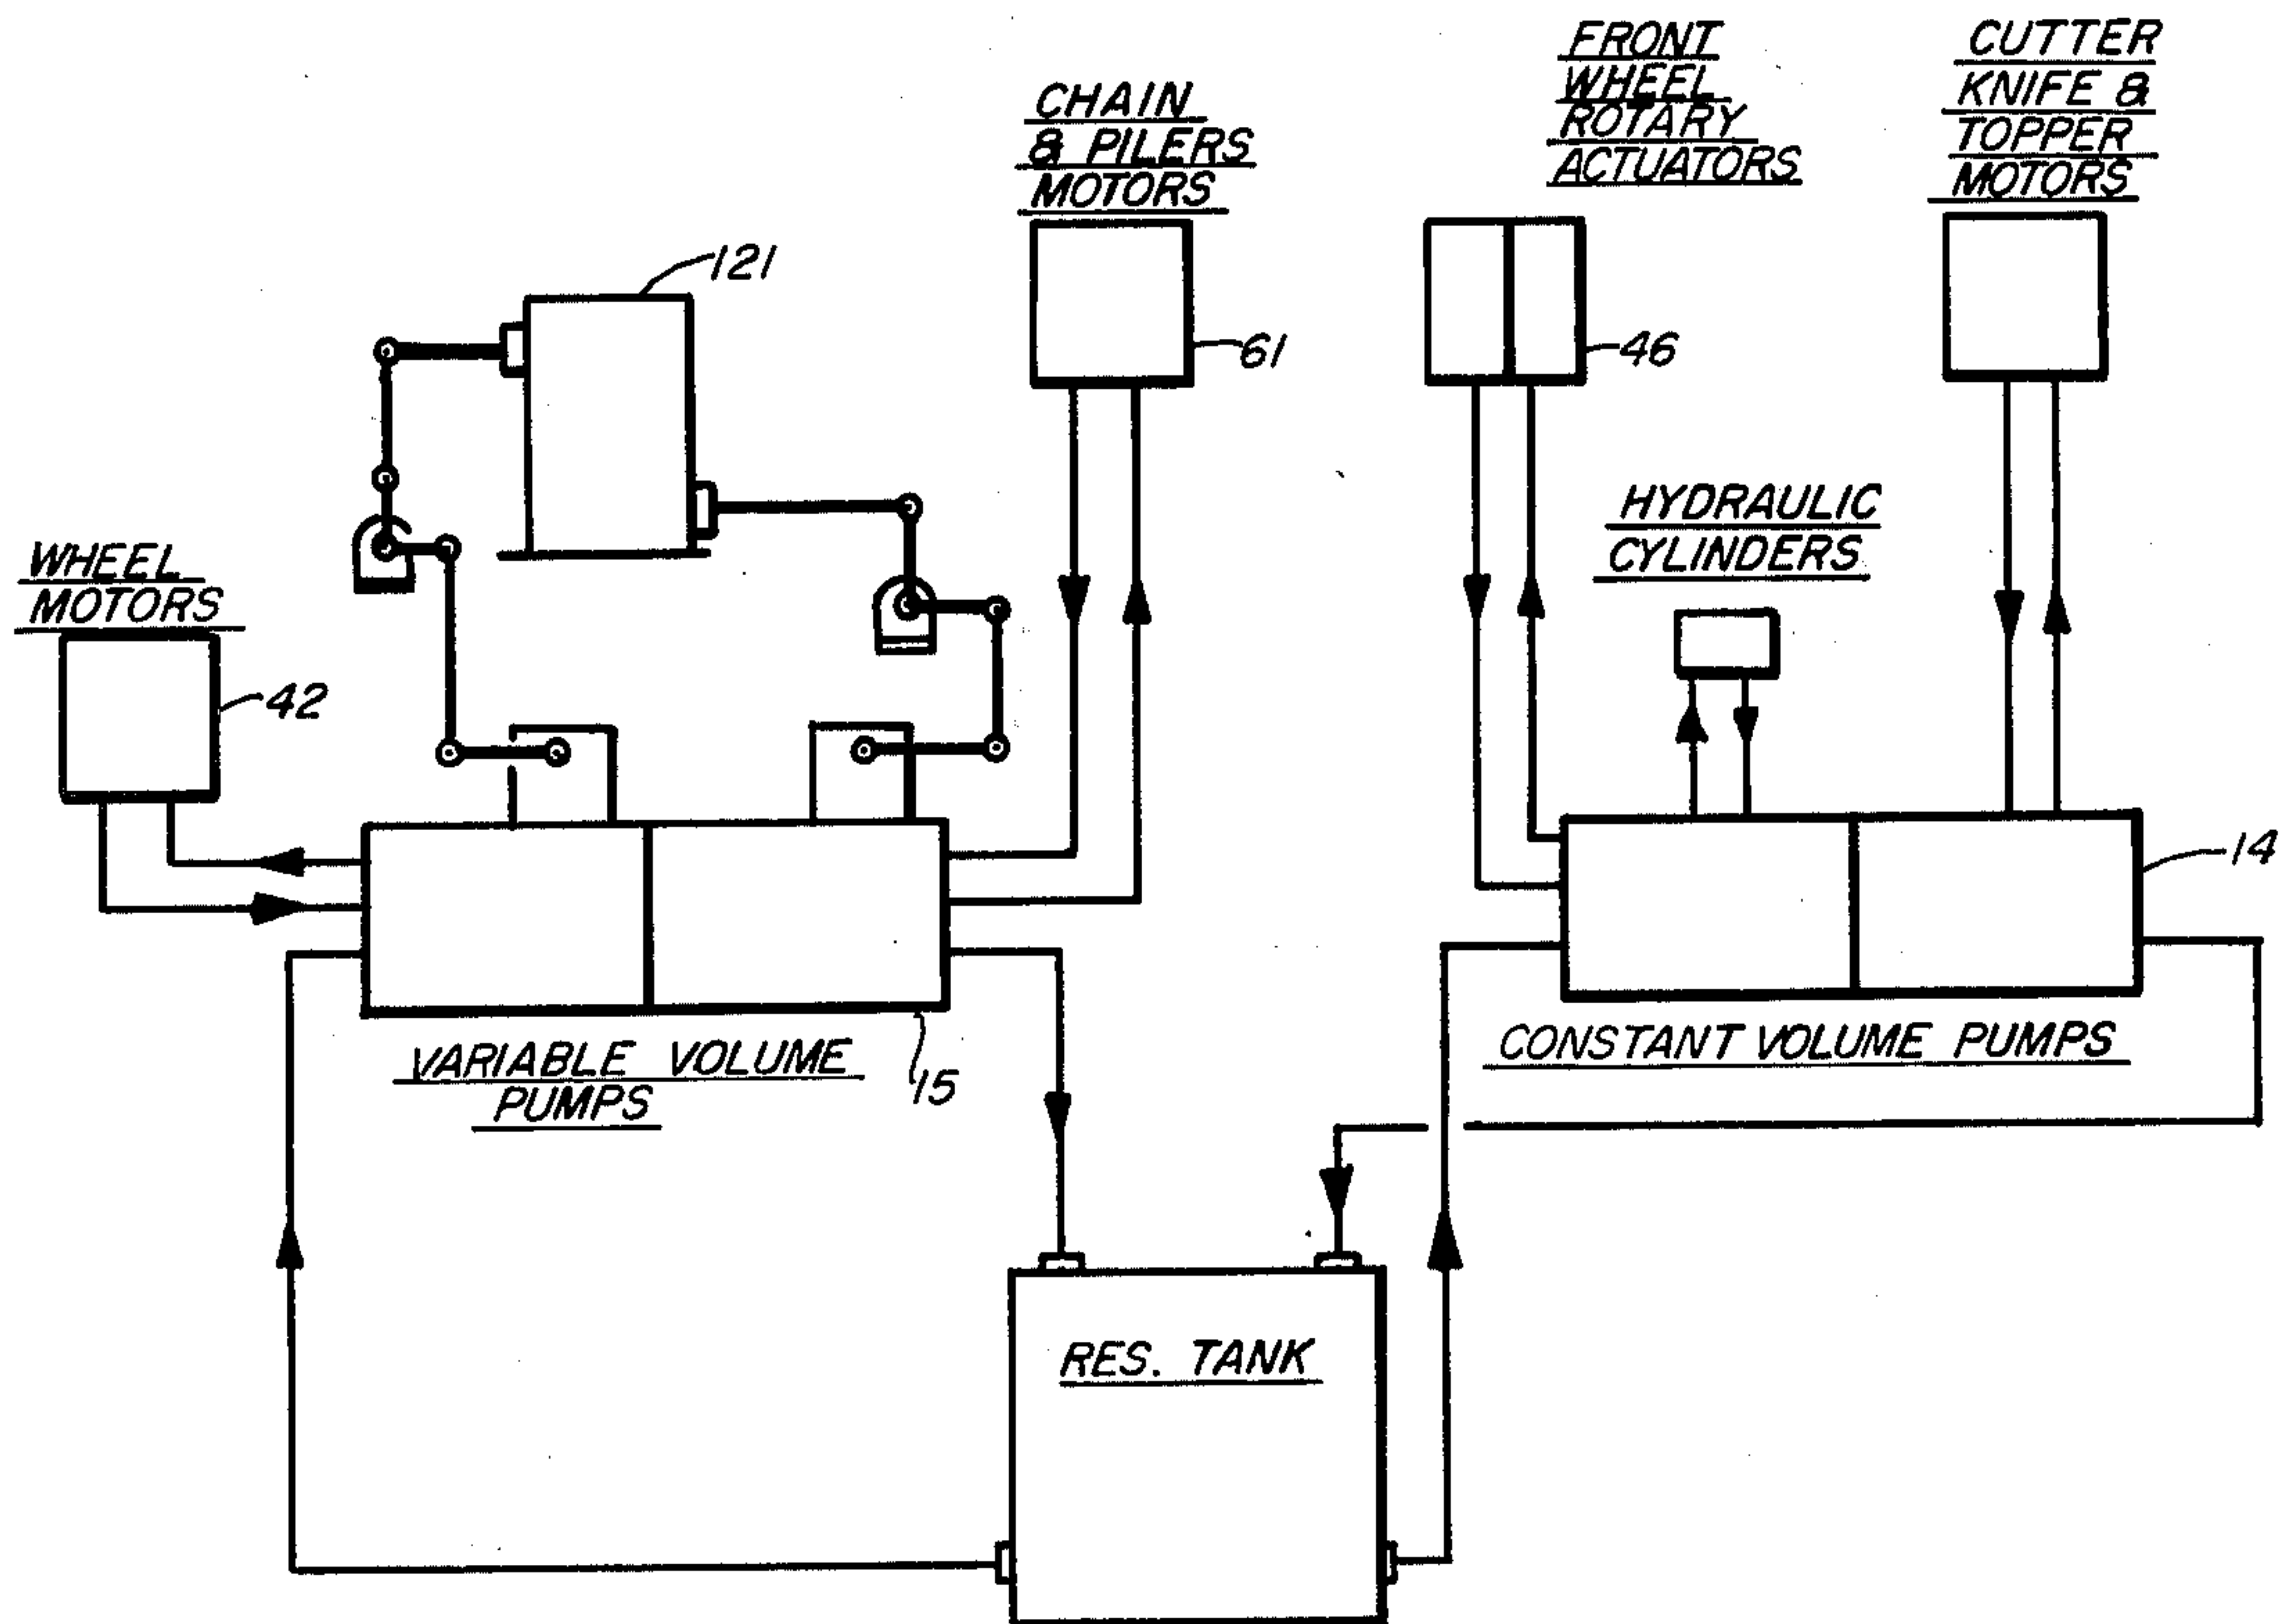 FRONT
WHEEL
ROTARY
ACTUATORS
CUTTER
KNIFE &
TOPPER
MOTORS
CHAIN
& PILERS
MOTORS
121
61
46
HYDRAULIC
CYLINDERS
WHEEL
MOTORS
42
14
VARIABLE VOLUME
PUMPS
15
CONSTANT VOLUME PUMPS
RES. TANK